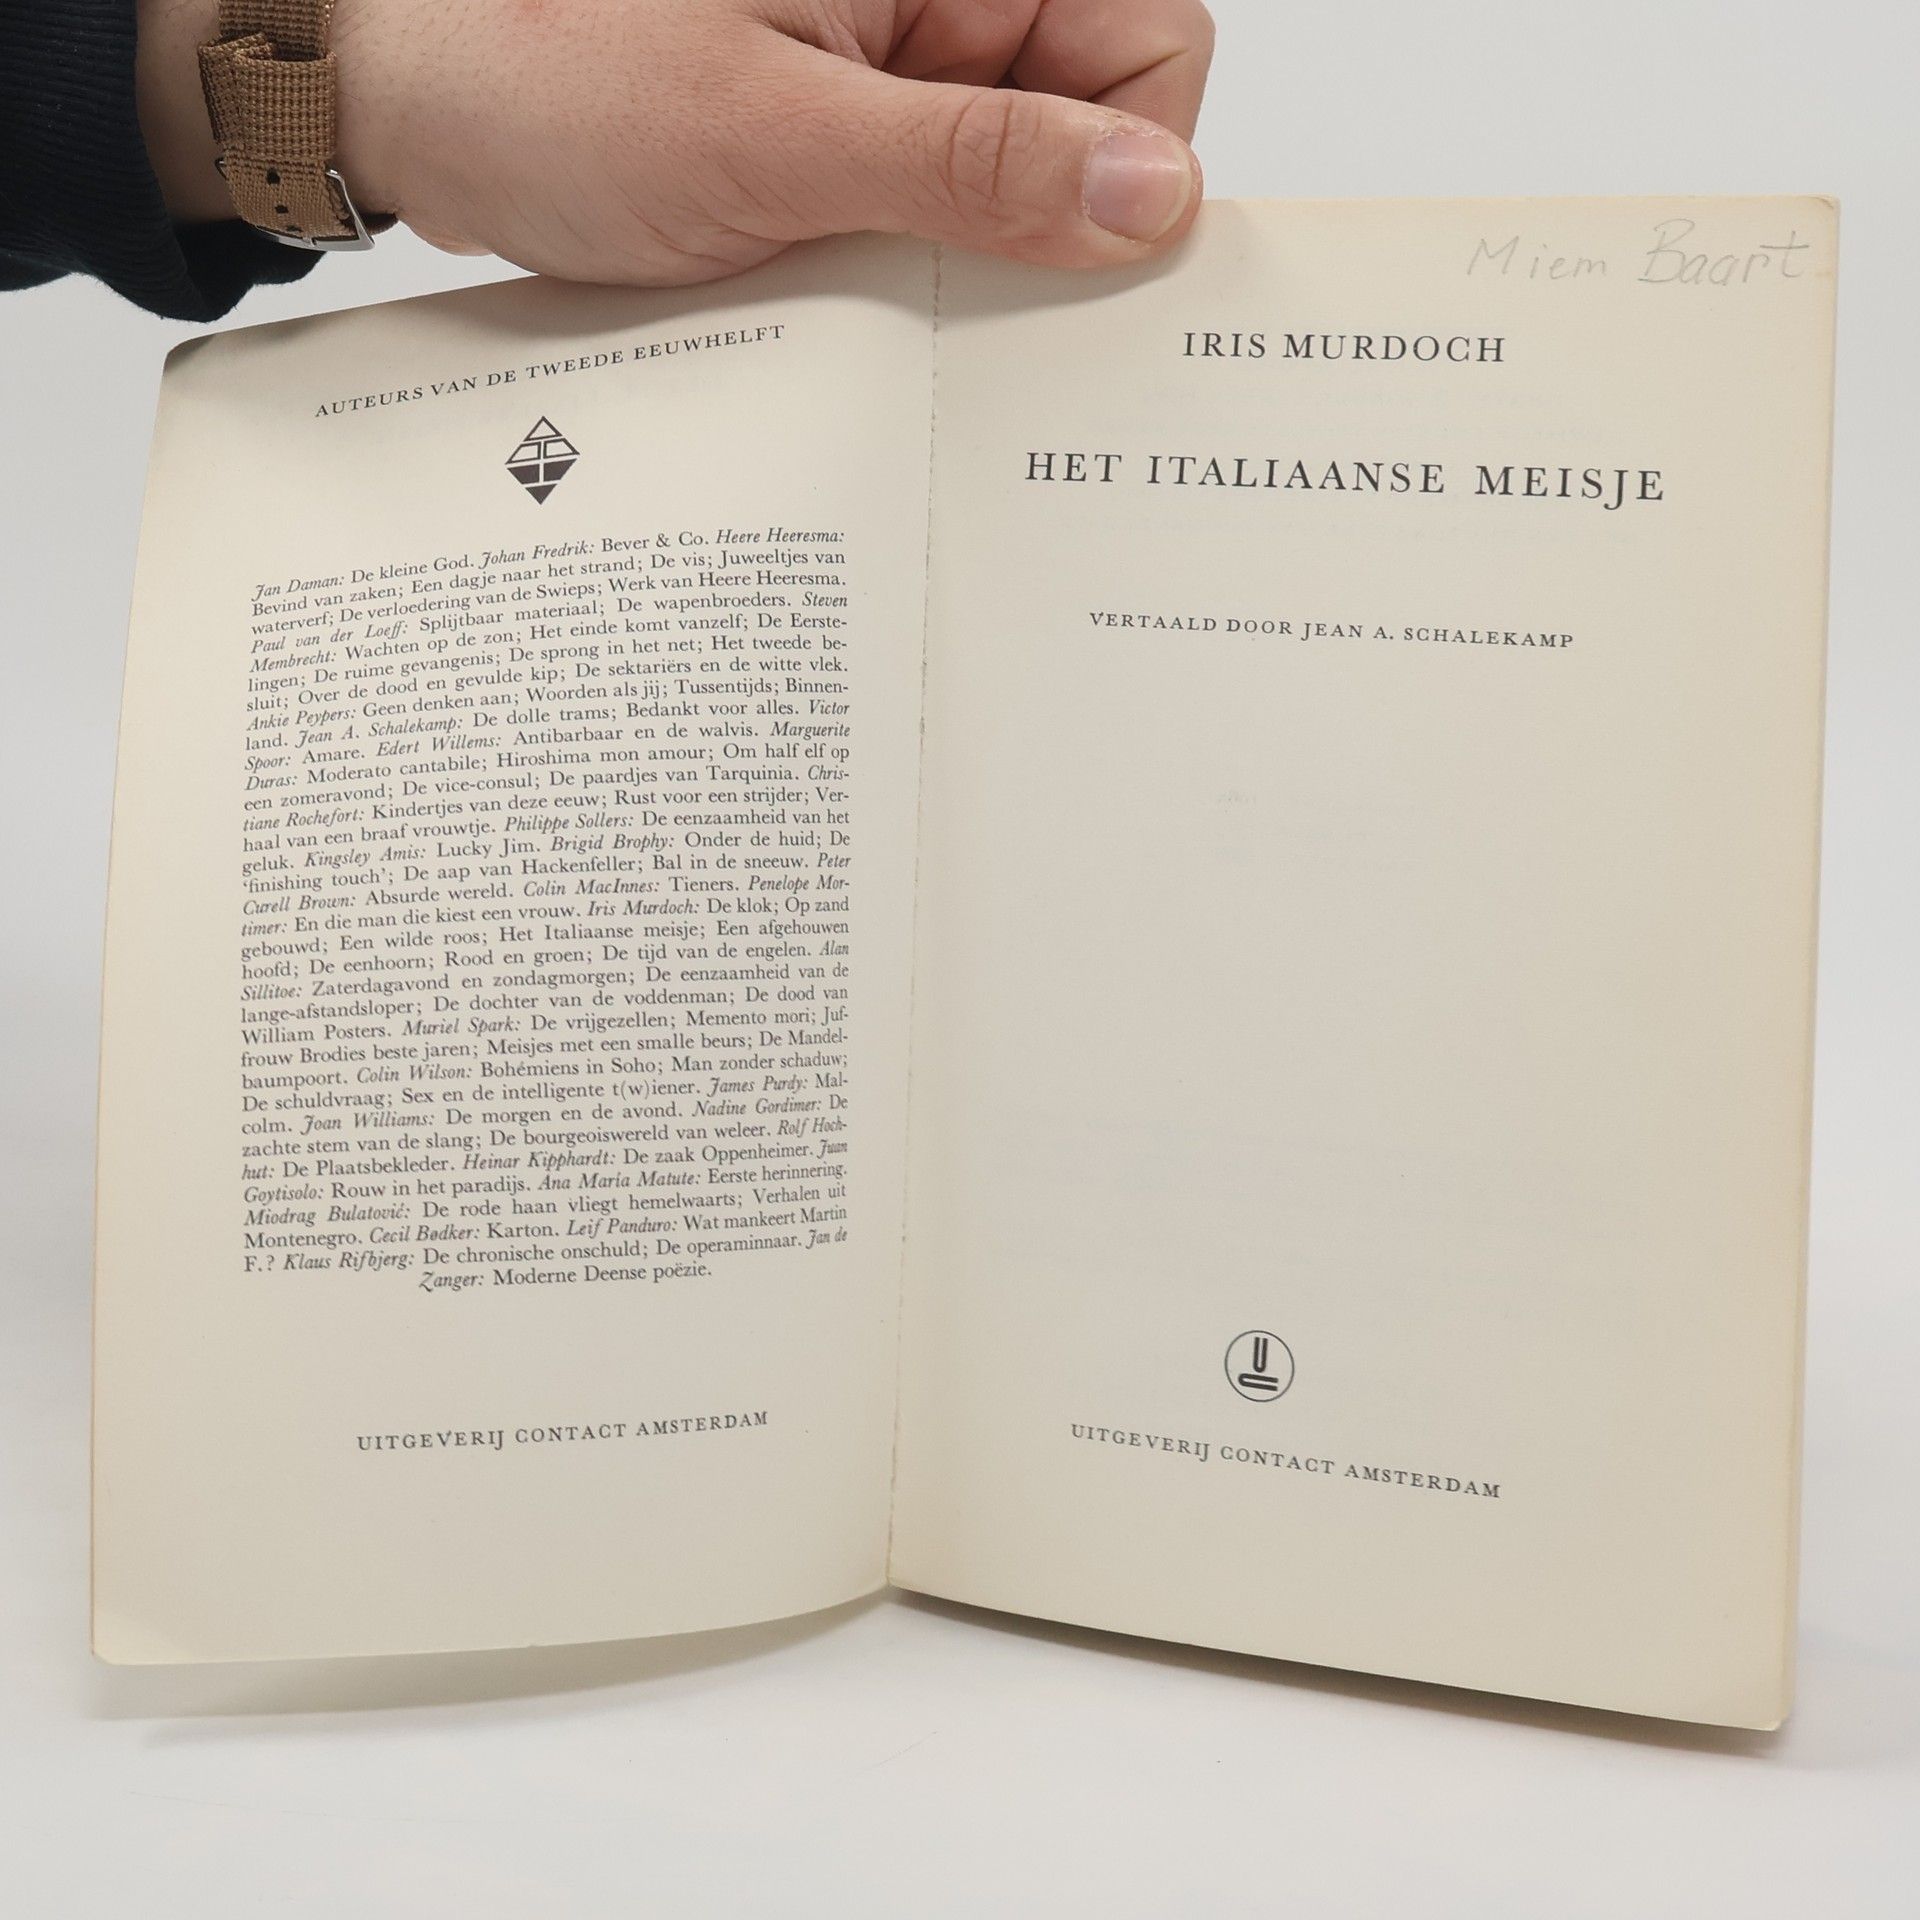 AUTEURS VAN DE TWEEDE EEUWHELFT
Jan Daman: De kleine God. Johan Fredrik: Bever & Co. Heere Heeresma:
Bevind van zaken; Een dagje naar het strand; De vis; Juweeltjes van
waterverf; De verloedering van de Swieps; Werk van Heere Heeresma.
Paul van der Loeff: Splijtbaar materiaal; De wapenbroeders. Steven
Membrecht: Wachten op de zon; Het einde komt vanzelf; De Eerste-
lingen; De ruime gevangenis; De sprong in het net; Het tweede be-
sluit; Over de dood en gevulde kip; De sektariërs en de witte vlek.
Ankie Peypers: Geen denken aan; Woorden als jij; Tussentijds; Binnen-
land. Jean A. Schalekamp: De dolle trams; Bedankt voor alles. Victor
Spoor: Amare. Edert Willems: Antibarbaar en de walvis. Marguerite
Duras: Moderato cantabile; Hiroshima mon amour; Om half elf op
een zomeravond; De vice-consul; De paardjes van Tarquinia. Chris-
tiane Rochefort: Kindertjes van deze eeuw; Rust voor een strijder; Ver-
haal van een braaf vrouwtje. Philippe Sollers: De eenzaamheid van het
geluk. Kingsley Amis: Lucky Jim. Brigid Brophy: Onder de huid; De
‘finishing touch’; De aap van Hackenfeller; Bal in de sneeuw. Peter
Curell Brown: Absurde wereld. Colin MacInnes: Tieners. Penelope Mor-
timer: En die man die kiest een vrouw. Iris Murdoch: De klok; Op zand
gebouwd; Een wilde roos; Het Italiaanse meisje; Een afgehouwen
hoofd; De eenhoorn; Rood en groen; De tijd van de engelen. Alan
Sillitoe: Zaterdagavond en zondagmorgen; De eenzaamheid van de
lange-afstandsloper; De dochter van de voddenman; De dood van
William Posters. Muriel Spark: De vrijgezellen; Memento mori; Juf-
frouw Brodies beste jaren; Meisjes met een smalle beurs; De Mandel-
baumpoort. Colin Wilson: Bohémiens in Soho; Man zonder schaduw;
De schuldvraag; Sex en de intelligente t(w)iener. James Purdy: Mal-
colm. Joan Williams: De morgen en de avond. Nadine Gordimer: De
zachte stem van de slang; De bourgeoiswereld van weleer. Rolf Hoch-
hut: De Plaatsbekleder. Heinar Kipphardt: De zaak Oppenheimer. Juan
Goytisolo: Rouw in het paradijs. Ana María Matute: Eerste herinnering.
Miodrag Bulatović: De rode haan vliegt hemelwaarts; Verhalen uit
Montenegro. Cecil Bødker: Karton. Leif Panduro: Wat mankeert Martin
F.? Klaus Rifbjerg: De chronische onschuld; De operaminnaar. Jan de
Zanger: Moderne Deense poëzie.
UITGEVERIJ CONTACT AMSTERDAM
Miem Baart
IRIS MURDOCH
HET ITALIAANSE MEISJE
VERTAALD DOOR JEAN A. SCHALEKAMP
UITGEVERIJ CONTACT AMSTERDAM